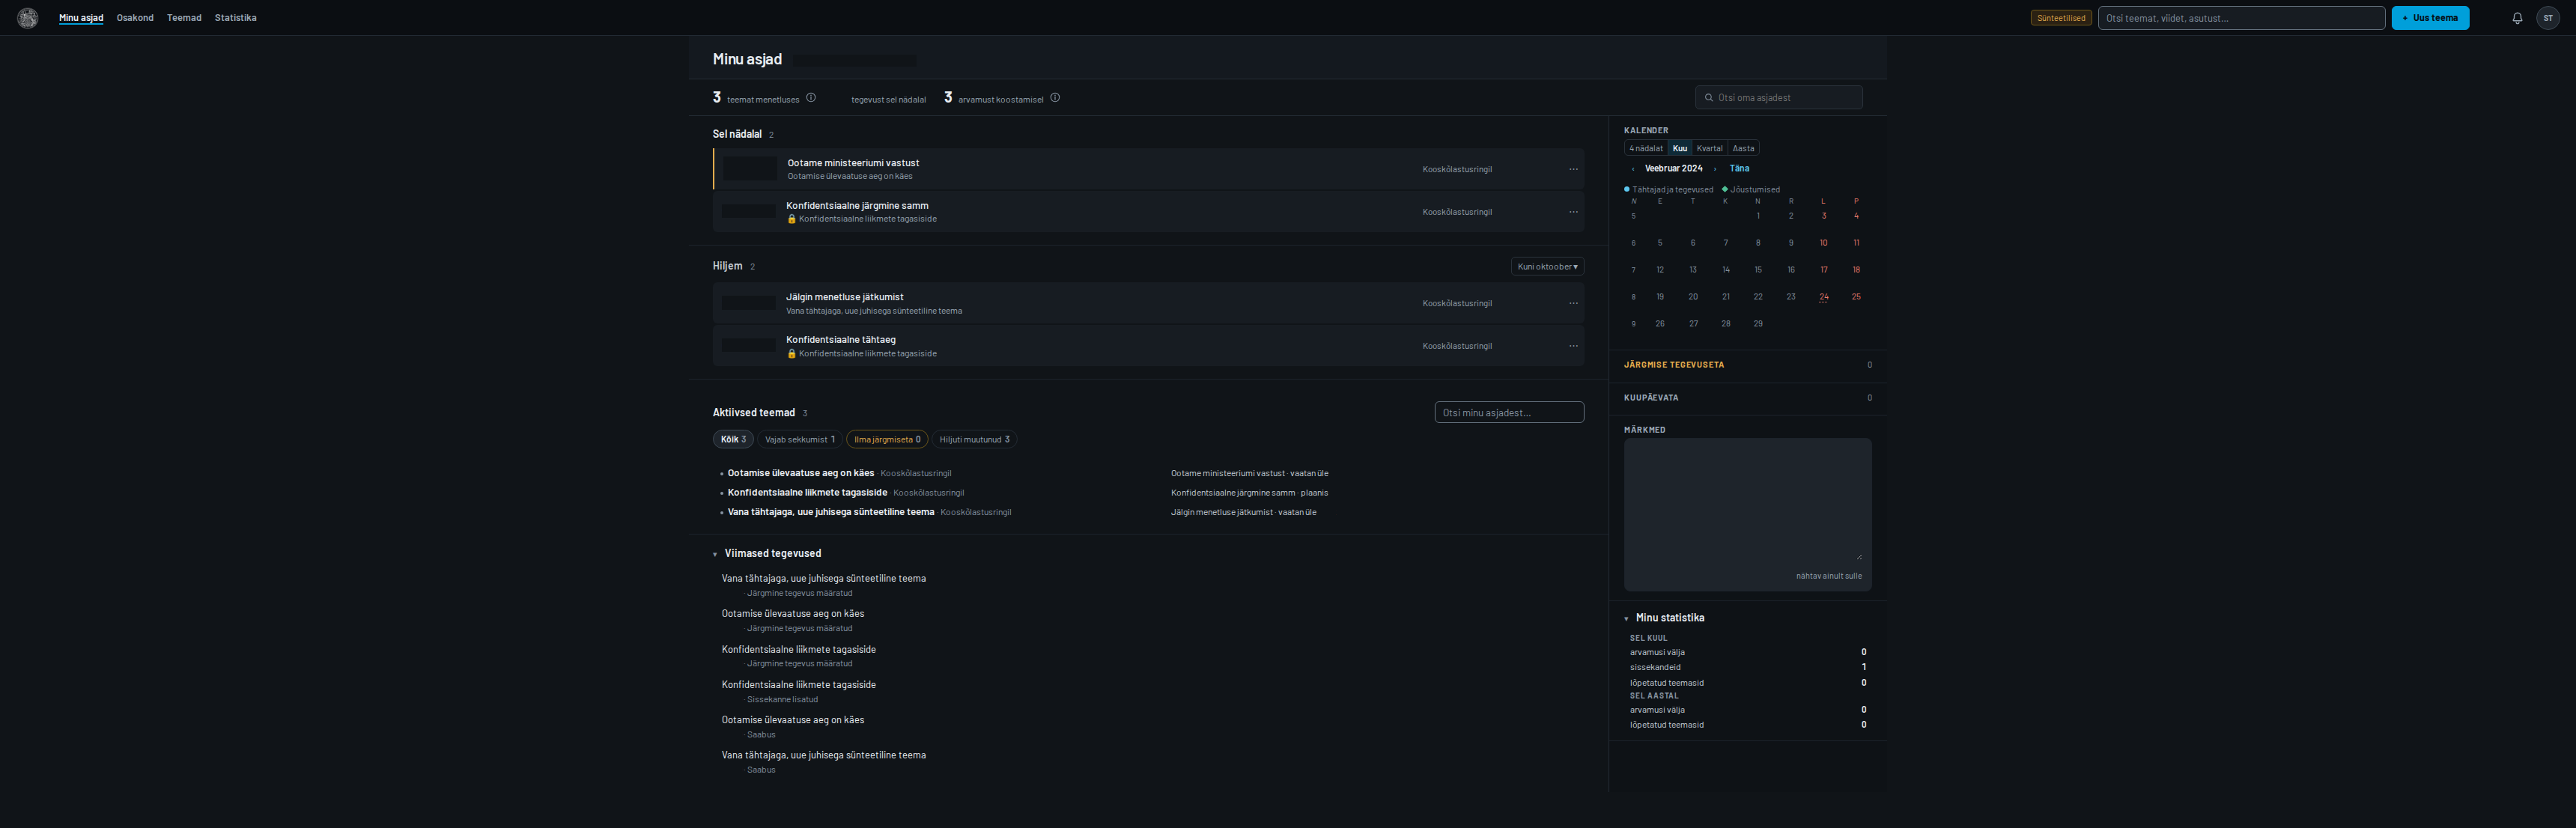 Minu asjad Osakond Teemad Statistika Sünteetilised Otsi teemat, viidet, asutust... + Uus teema ST
Minu asjad
3 teemat menetluses tegevust sel nädalal 3 arvamust koostamisel Otsi oma asjadest
Sel nädalal 2
Ootame ministeeriumi vastust
Ootamise ülevaatuse aeg on käes
Kooskõlastusringil ...
Konfidentsiaalne järgmine samm
🔒 Konfidentsiaalne liikmete tagasiside
Kooskõlastusringil ...
Hiljem 2 Kuni oktoober ▾
Jälgin menetluse jätkumist
Vana tähtajaga, uue juhisega sünteetiline teema
Kooskõlastusringil ...
Konfidentsiaalne tähtaeg
🔒 Konfidentsiaalne liikmete tagasiside
Kooskõlastusringil ...
Aktiivsed teemad 3 Otsi minu asjadest...
Kõik 3 Vajab sekkumist 1 Ilma järgmiseta 0 Hiljuti muutunud 3
• Ootamise ülevaatuse aeg on käes · Kooskõlastusringil Ootame ministeeriumi vastust · vaatan üle
• Konfidentsiaalne liikmete tagasiside · Kooskõlastusringil Konfidentsiaalne järgmine samm · plaanis
• Vana tähtajaga, uue juhisega sünteetiline teema · Kooskõlastusringil Jälgin menetluse jätkumist · vaatan üle
▾ Viimased tegevused
Vana tähtajaga, uue juhisega sünteetiline teema
· Järgmine tegevus määratud
Ootamise ülevaatuse aeg on käes
· Järgmine tegevus määratud
Konfidentsiaalne liikmete tagasiside
· Järgmine tegevus määratud
Konfidentsiaalne liikmete tagasiside
· Sissekanne lisatud
Ootamise ülevaatuse aeg on käes
· Saabus
Vana tähtajaga, uue juhisega sünteetiline teema
· Saabus
KALENDER
4 nädalat Kuu Kvartal Aasta
‹ Veebruar 2024 › Täna
Tähtajad ja tegevused Jõustumised
N E T K N R L P
5 1 2 3 4
6 5 6 7 8 9 10 11
7 12 13 14 15 16 17 18
8 19 20 21 22 23 24 25
9 26 27 28 29
JÄRGMISE TEGEVUSETA 0
KUUPÄEVATA 0
MÄRKMED
nähtav ainult sulle
▾ Minu statistika
SEL KUUL
arvamusi välja 0
sissekandeid 1
lõpetatud teemasid 0
SEL AASTAL
arvamusi välja 0
lõpetatud teemasid 0